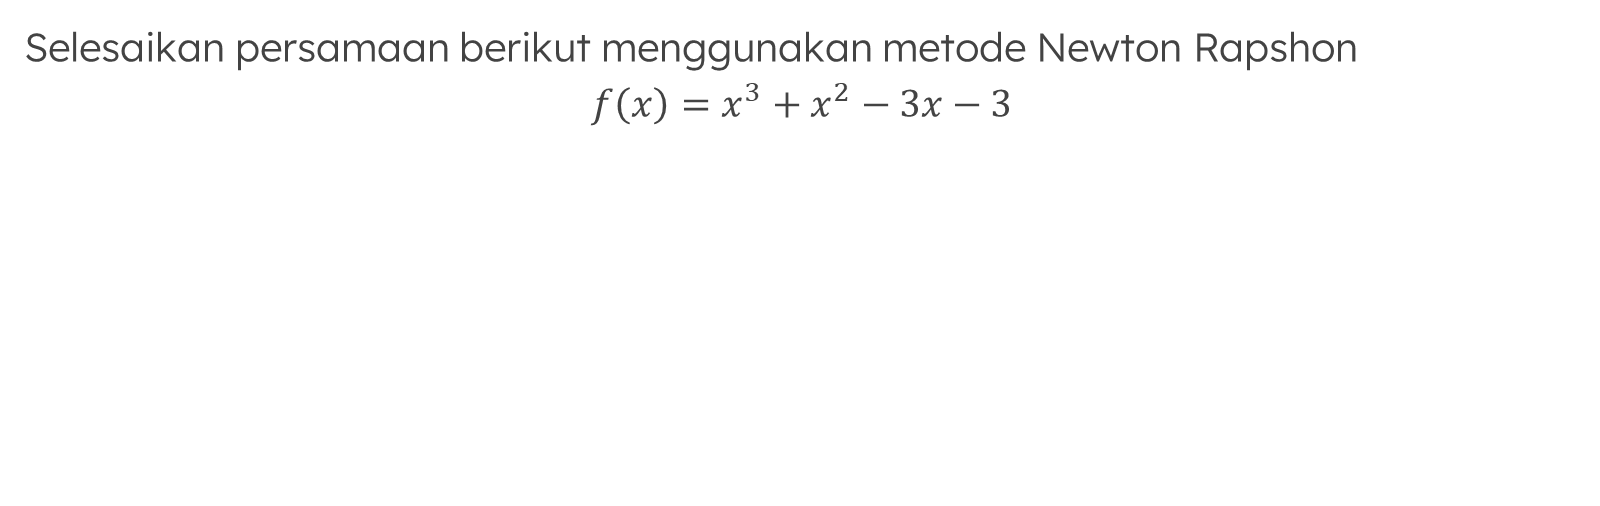 Selesaikan persamaan berikut menggunakan metode Newton Rapshon
f(x) = x³ + x² − 3x − 3